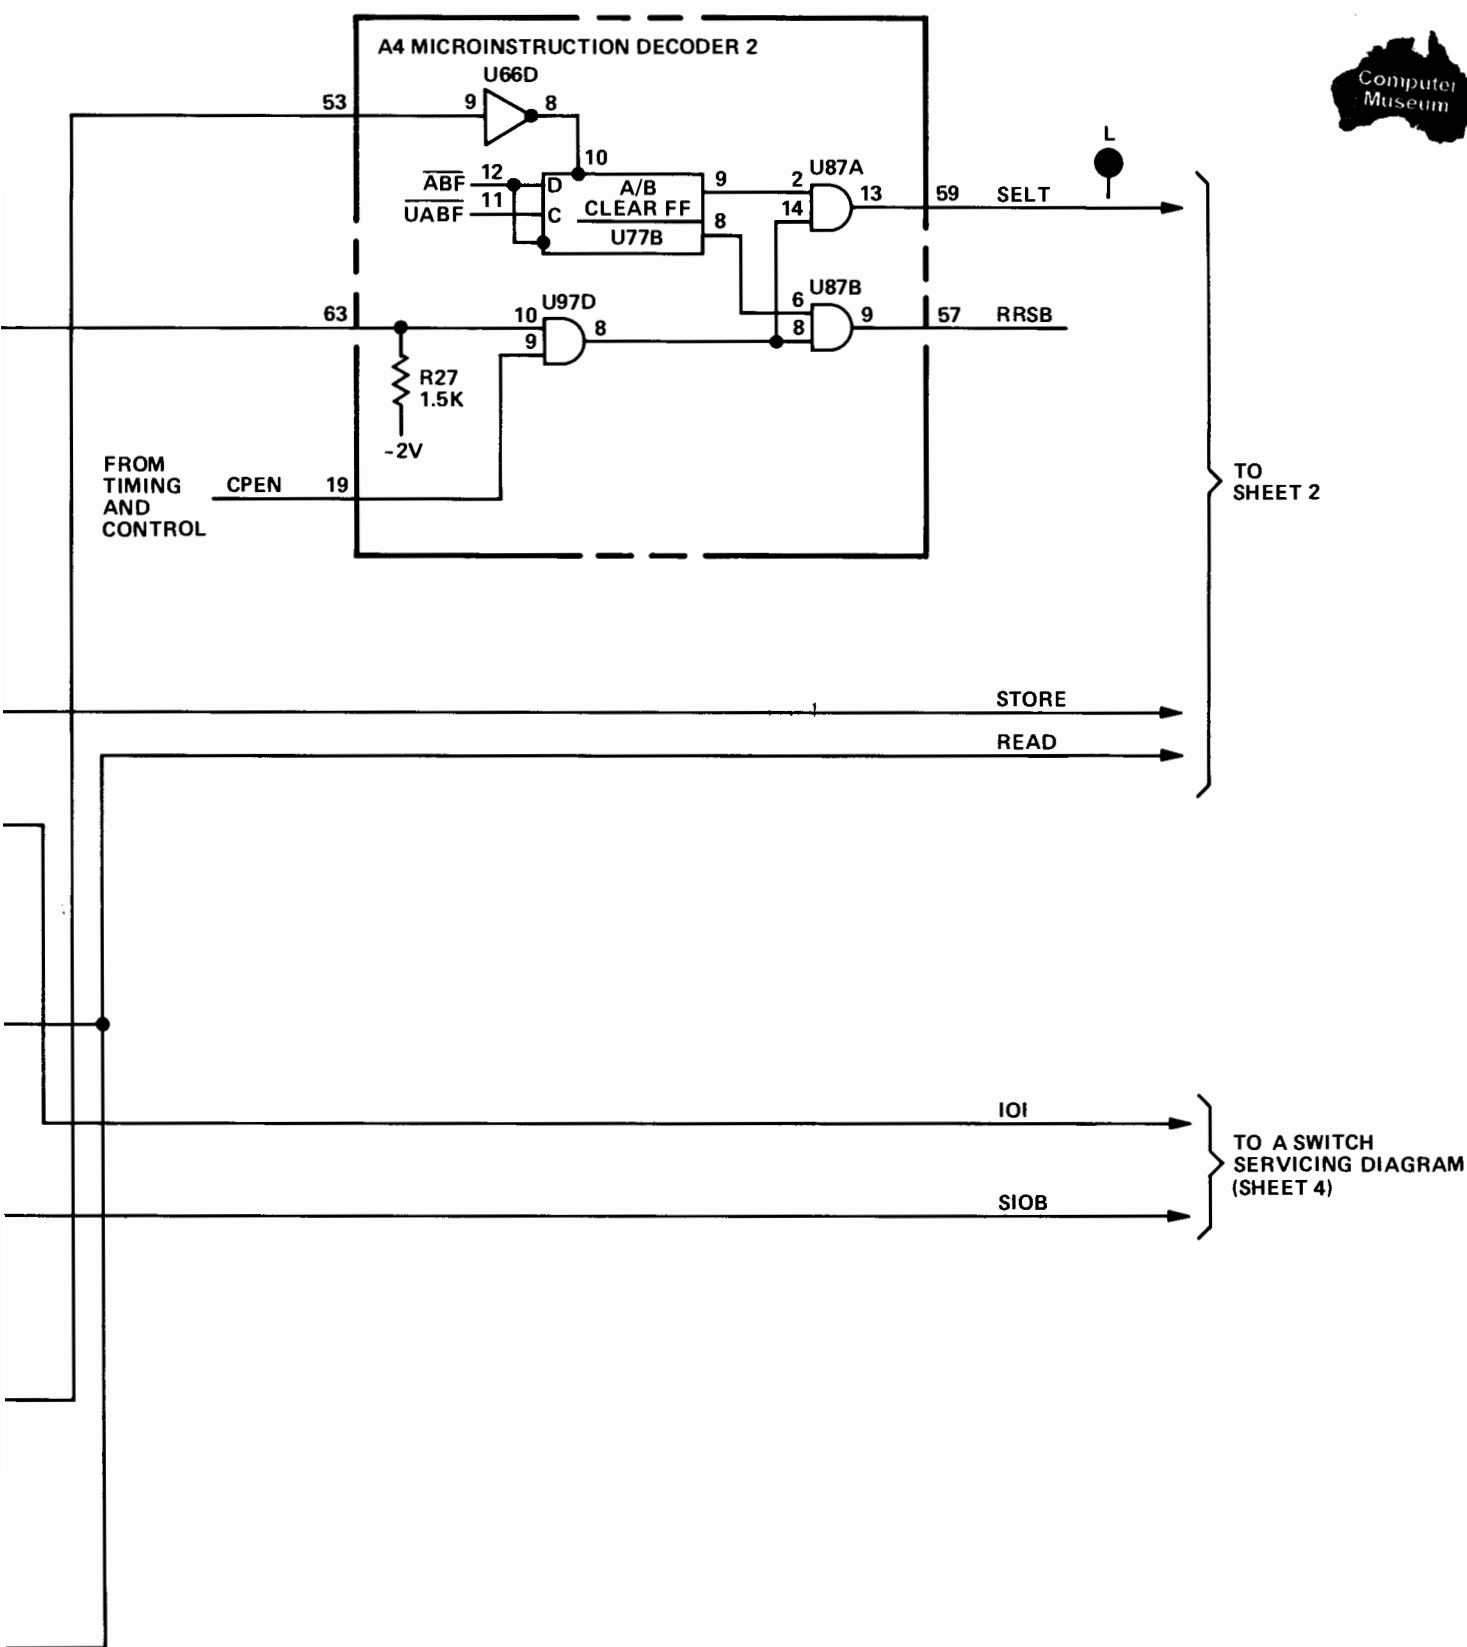 A4 MICROINSTRUCTION DECODER 2
Computer
Museum
U66D
53
9
8
L
10
U87A
ABF
12
D
A/B
9
2
13
59
SELT
CLEAR FF
14
UABF
11
C
8
U77B
U87B
63
10
U97D
6
9
57
RRSB
9
8
8
R27
1.5K
-2V
FROM
TIMING
AND
CONTROL
CPEN
19
TO
SHEET 2
STORE
READ
IOI
TO A SWITCH
SERVICING DIAGRAM
(SHEET 4)
SIOB